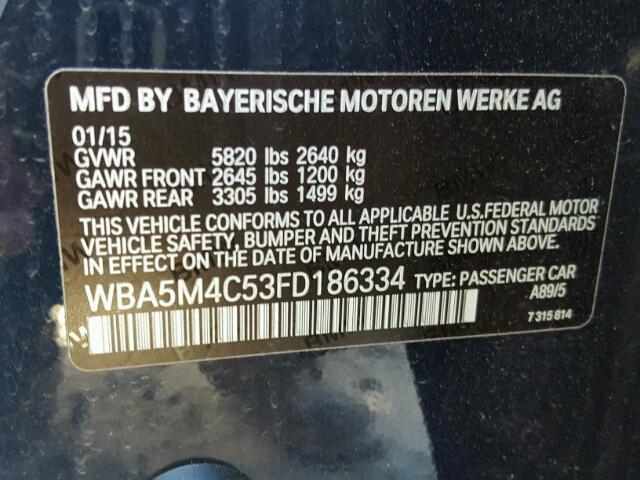 MFD BY BAYERISCHE MOTOREN WERKE AG
01/15
GVWR 5820 lbs 2640 kg
GAWR FRONT 2645 lbs 1200 kg
GAWR REAR 3305 lbs 1499 kg
THIS VEHICLE CONFORMS TO ALL APPLICABLE U.S.FEDERAL MOTOR
VEHICLE SAFETY, BUMPER, AND THEFT PREVENTION STANDARDS
IN EFFECT ON THE DATE OF MANUFACTURE SHOWN ABOVE.
WBA5M4C53FD186334 TYPE: PASSENGER CAR
A89/5
7 315 814